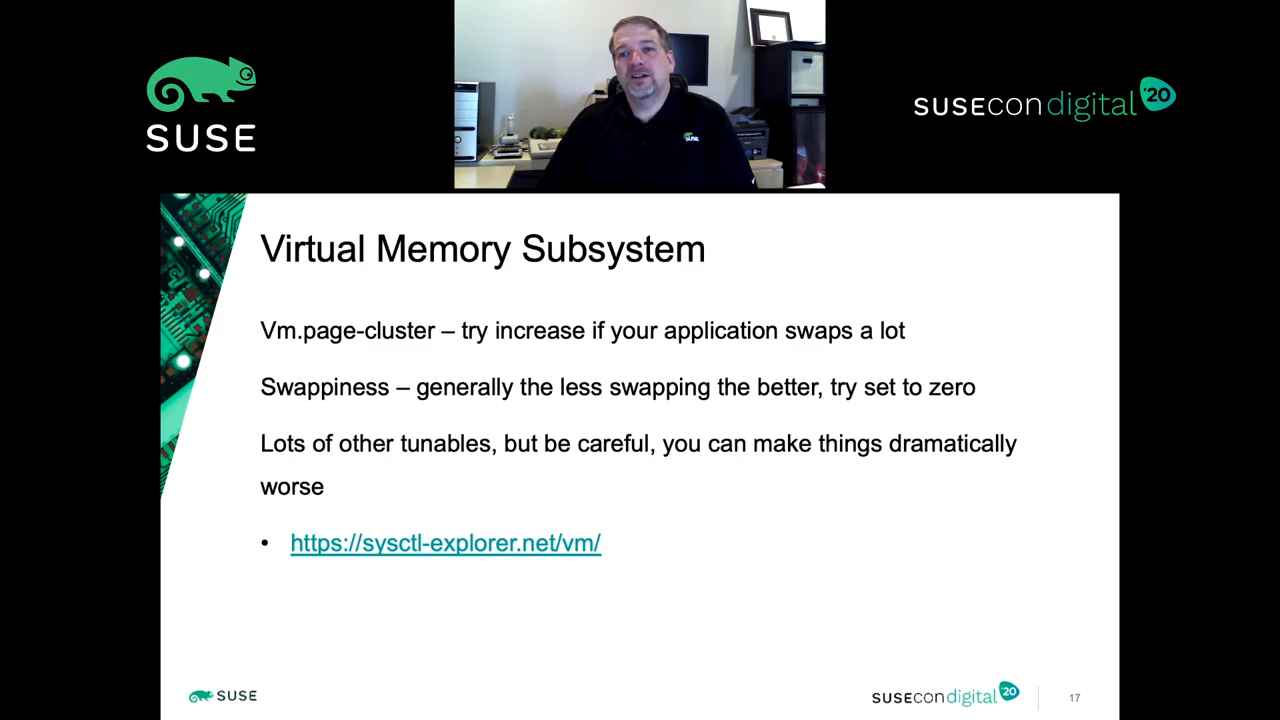 SUSE
SUSECON digital '20
SUSE
Virtual Memory Subsystem
Vm.page-cluster – try increase if your application swaps a lot
Swappiness – generally the less swapping the better, try set to zero
Lots of other tunables, but be careful, you can make things dramatically
worse
• https://sysctl-explorer.net/vm/
SUSE
SUSECON digital '20
17